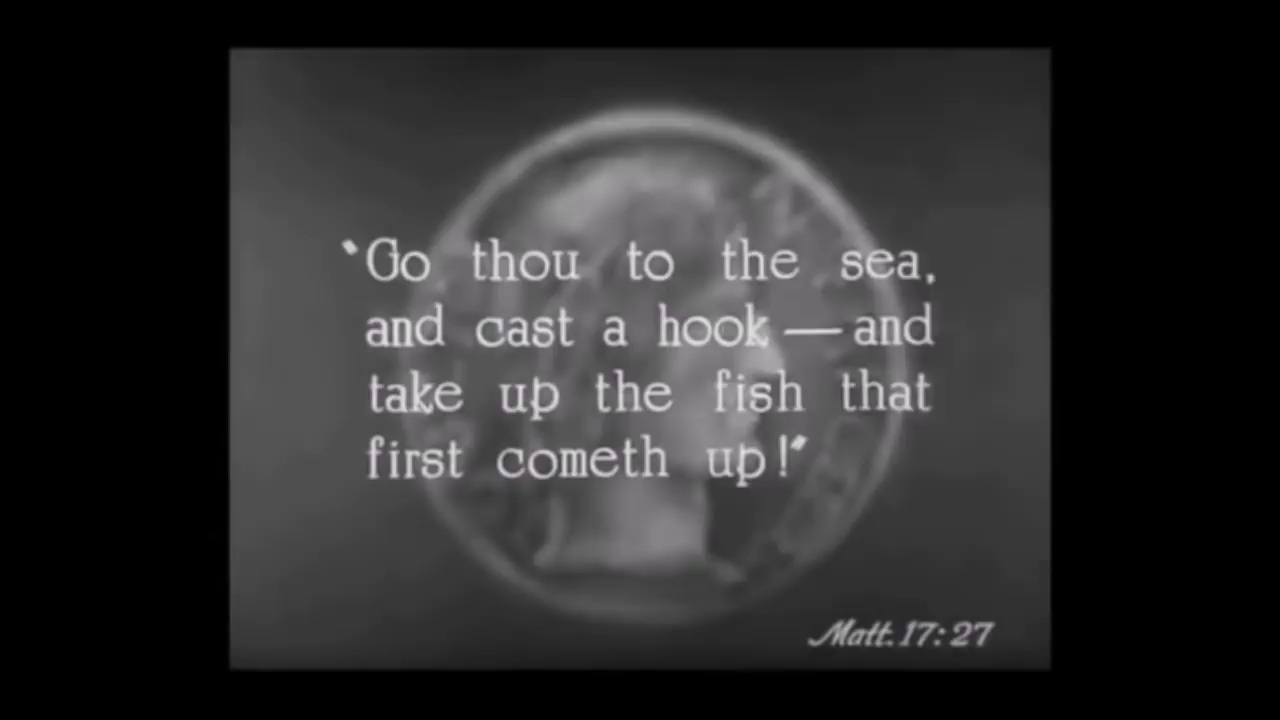 “Go thou to the sea,
and cast a hook — and
take up the fish that
first cometh up!”
Matt. 17:27